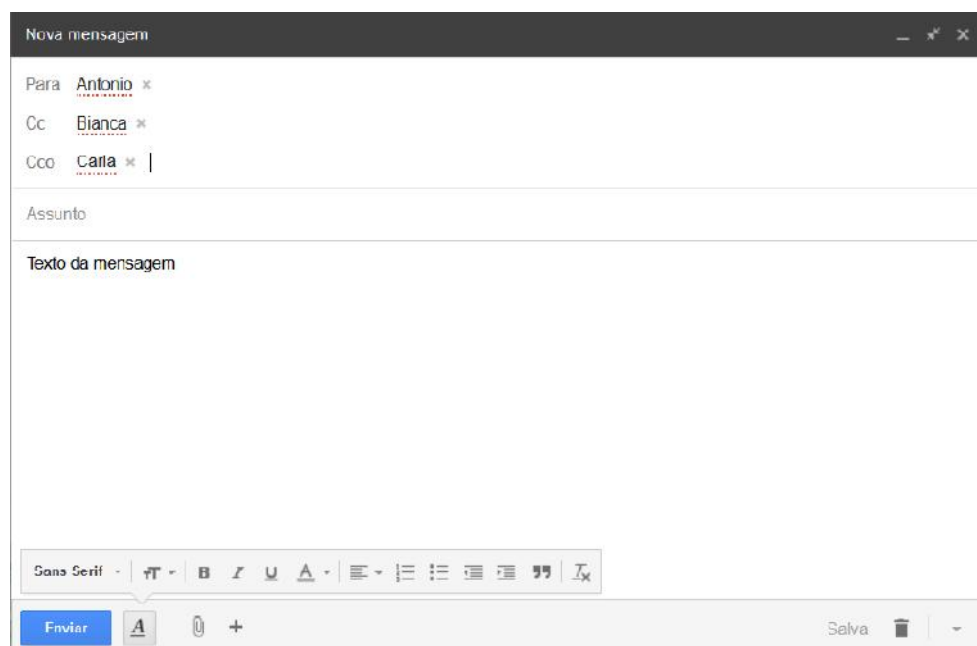 Nova mensagem
Para Antonio
Cc Bianca
Cco Carla
Assunto
Texto da mensagem
Sans Serif
Enviar
Salva